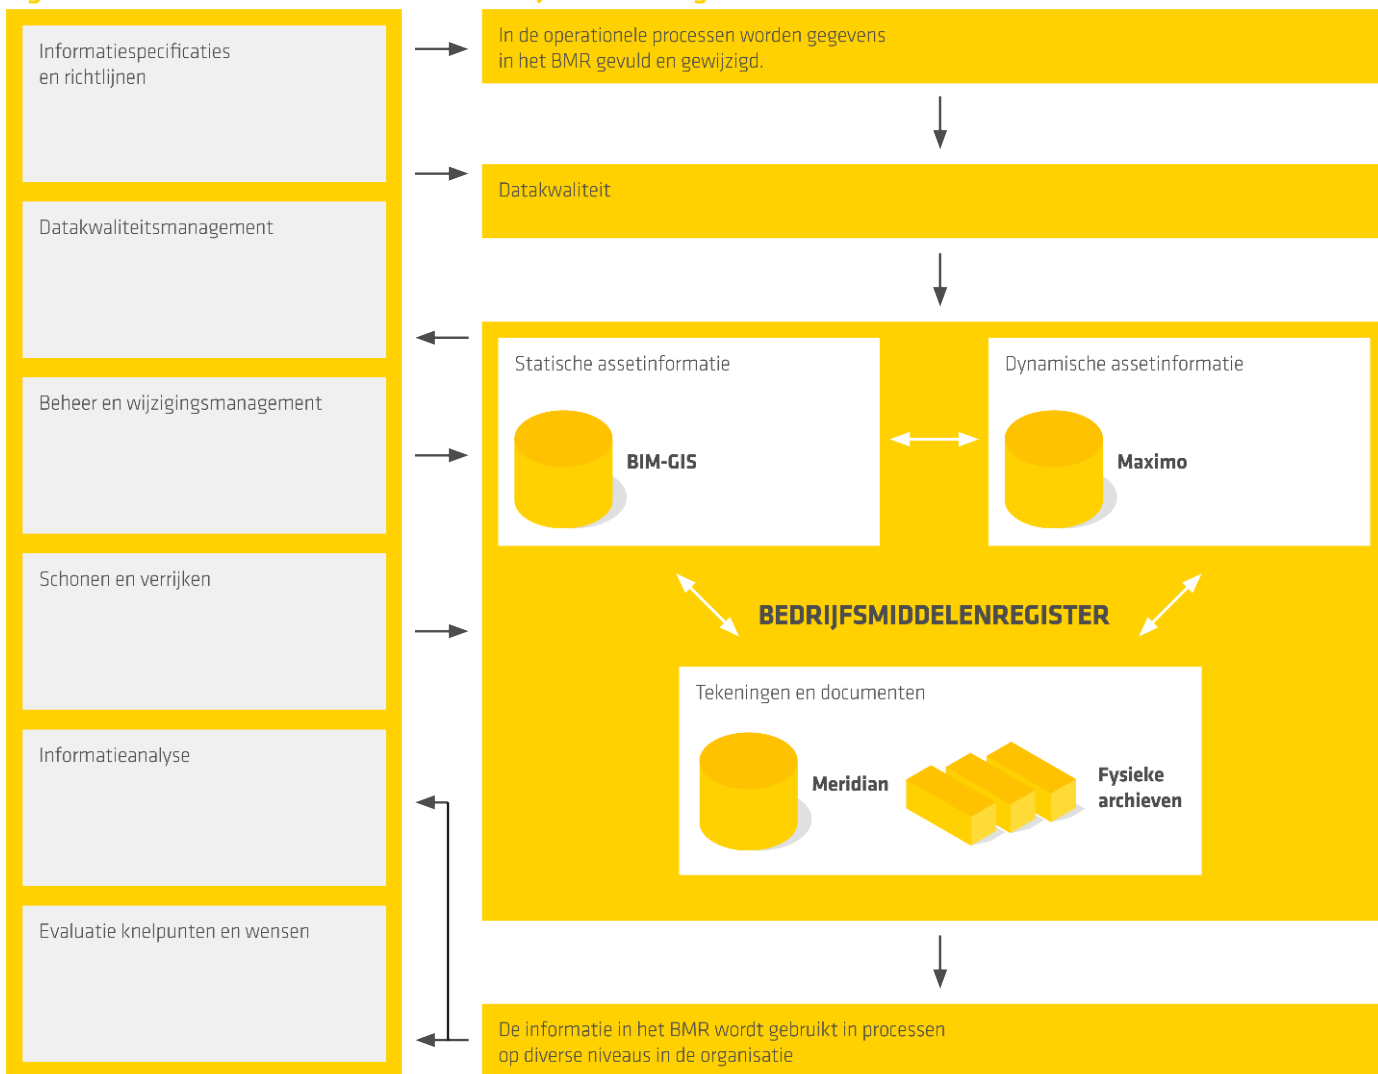 Informatiespecificaties
en richtlijnen
Datakwaliteitsmanagement
Beheer en wijzigingsmanagement
Schonen en verrijken
Informatieanalyse
Evaluatie knelpunten en wensen
In de operationele processen worden gegevens
in het BMR gevuld en gewijzigd.
Datakwaliteit
Statische assetinformatie
BIM-GIS
Dynamische assetinformatie
Maximo
BEDRIJFSMIDDELENREGISTER
Tekeningen en documenten
Meridian
Fysieke
archieven
De informatie in het BMR wordt gebruikt in processen
op diverse niveaus in de organisatie